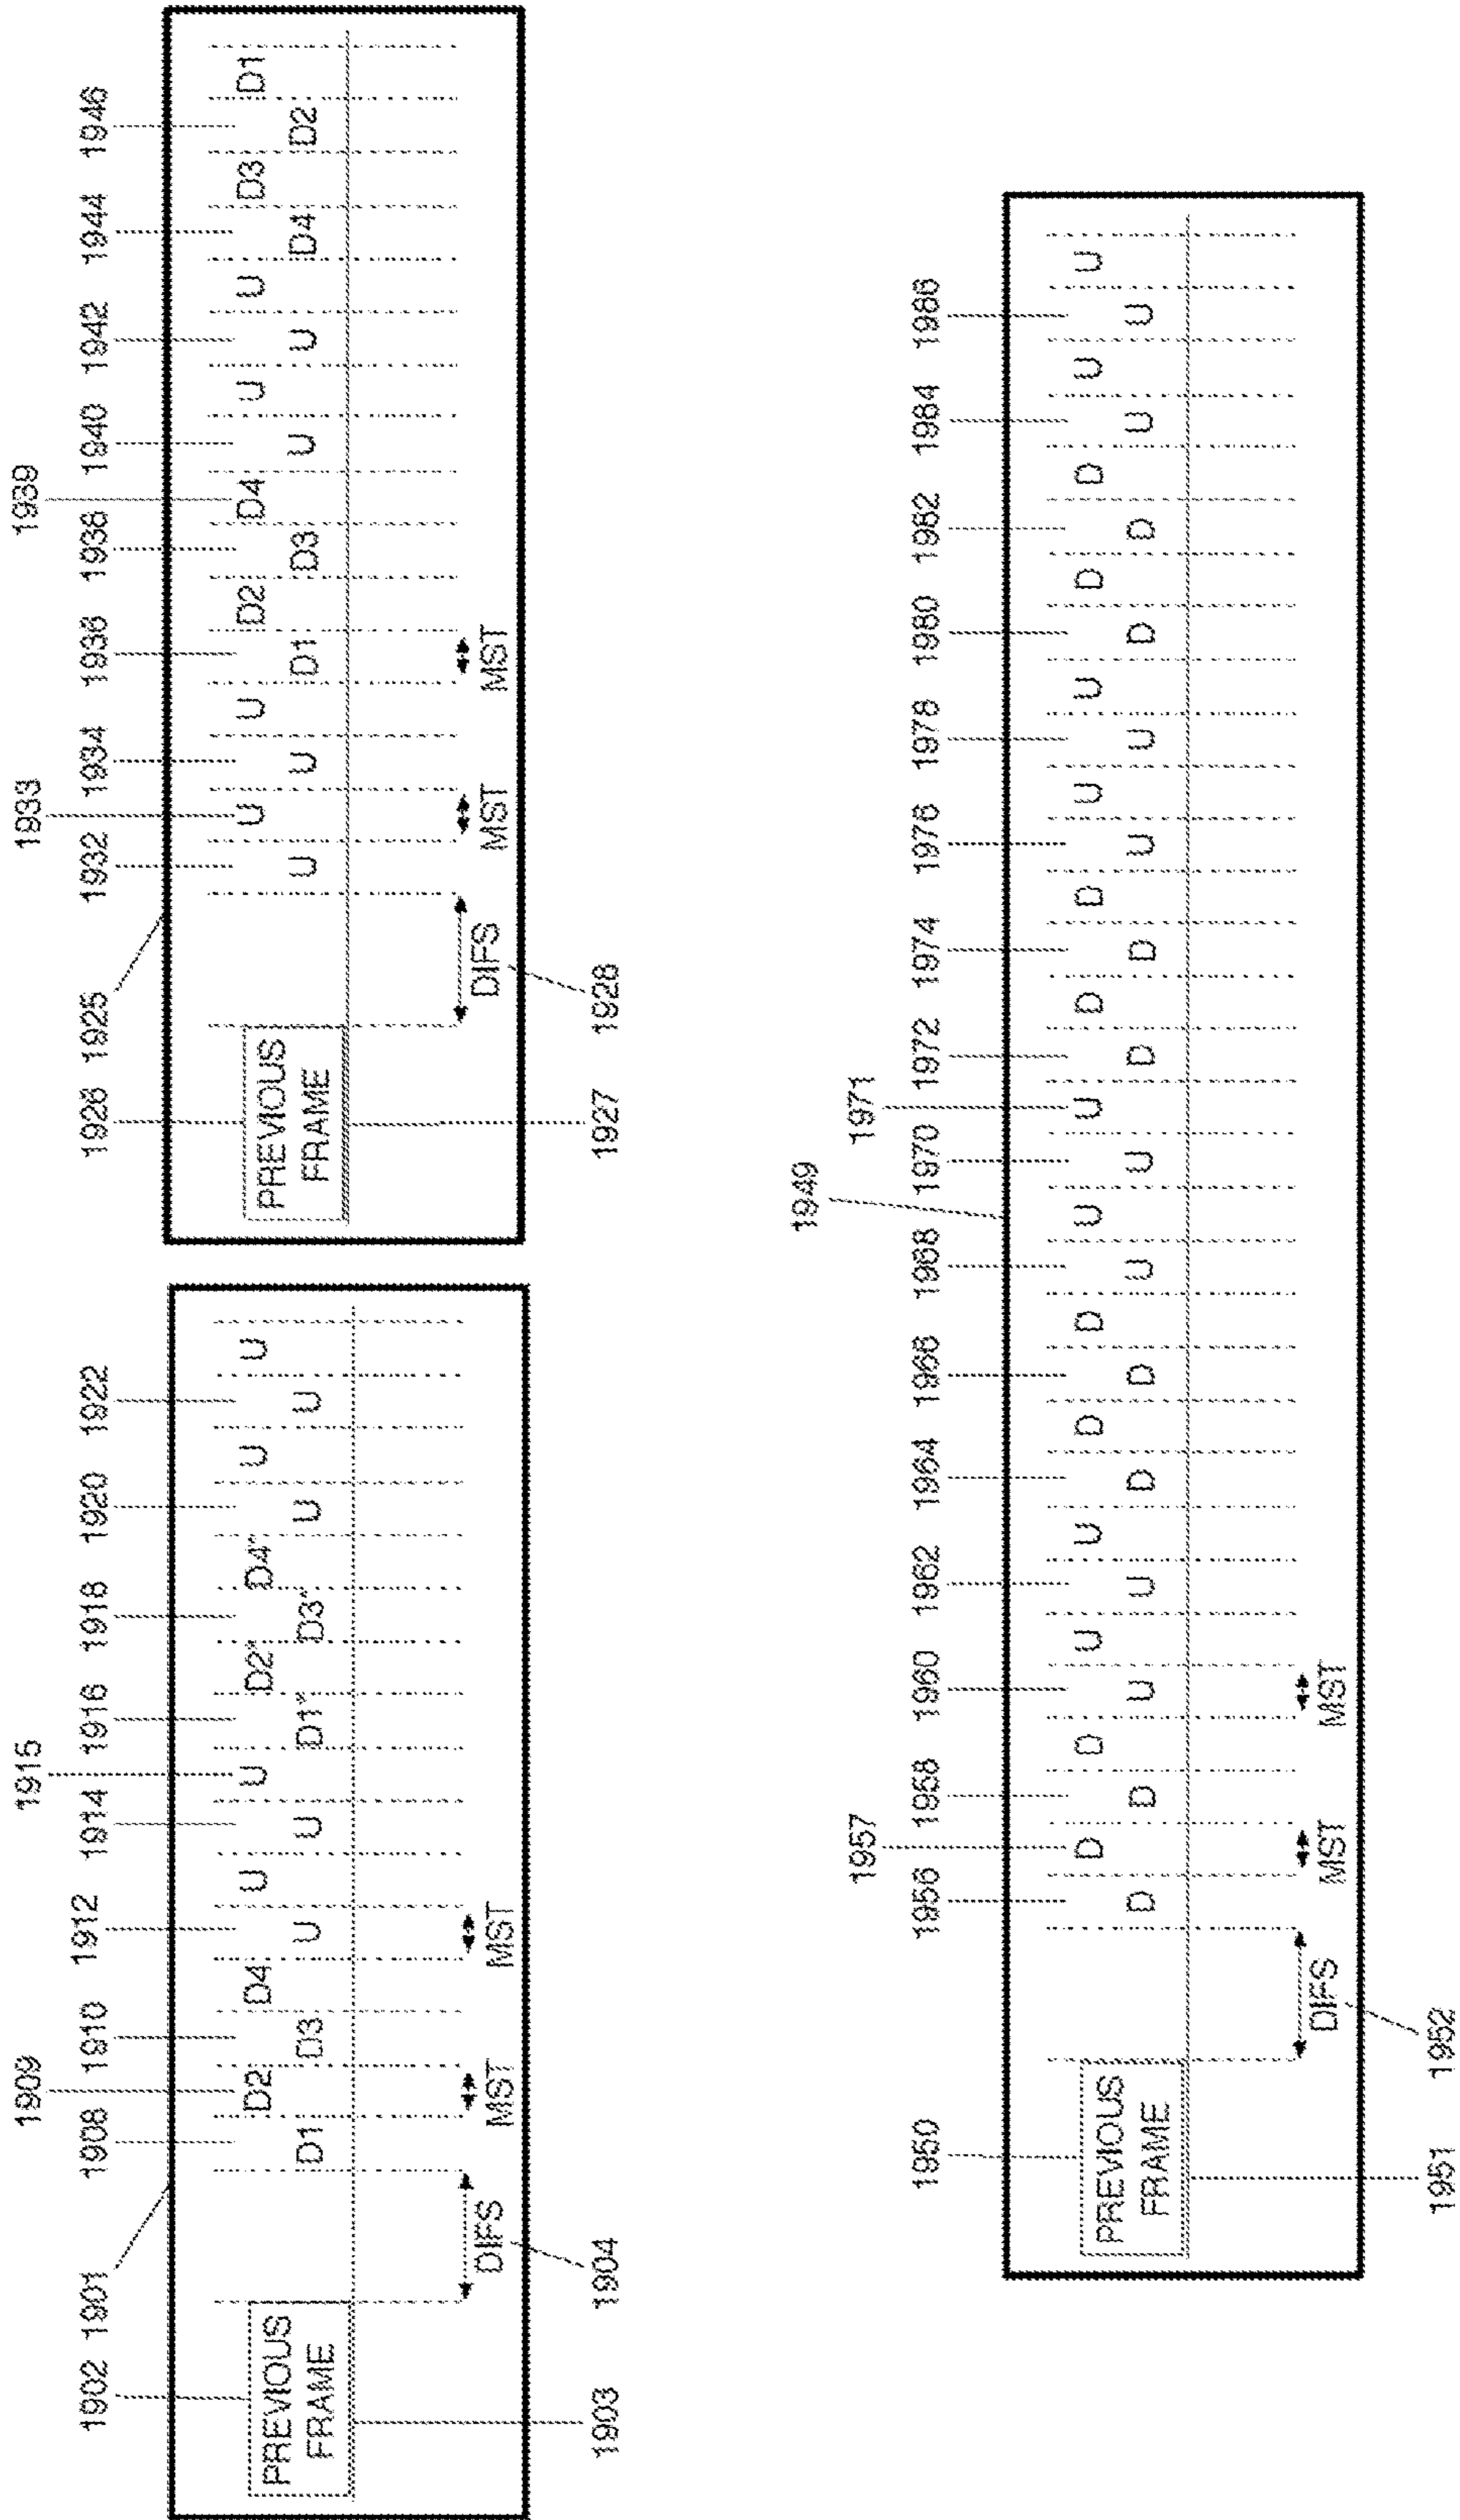 1909 1915
1902 1901 1908 1910 1912 1914 1916 1918 1920 1922
PREVIOUS D2 D4 U U D2* D4* U U
FRAME D1 D3 U U D1* D3* U U
DIFS MST MST
1903 1904
1933 1939
1926 1925 1932 1934 1936 1938 1940 1942 1944 1946
PREVIOUS U U D2 D4 U U D3 D1
FRAME U U D1 D3 U U D4 D2
DIFS MST MST
1927 1928
1957 1949 1971
1950 1956 1958 1960 1962 1964 1966 1968 1970 1972 1974 1976 1978 1980 1982 1984 1986
PREVIOUS D D U U D D U U D D U U D D U U
FRAME D D U U D D U U D D U U D D U U
DIFS MST MST
1951 1952